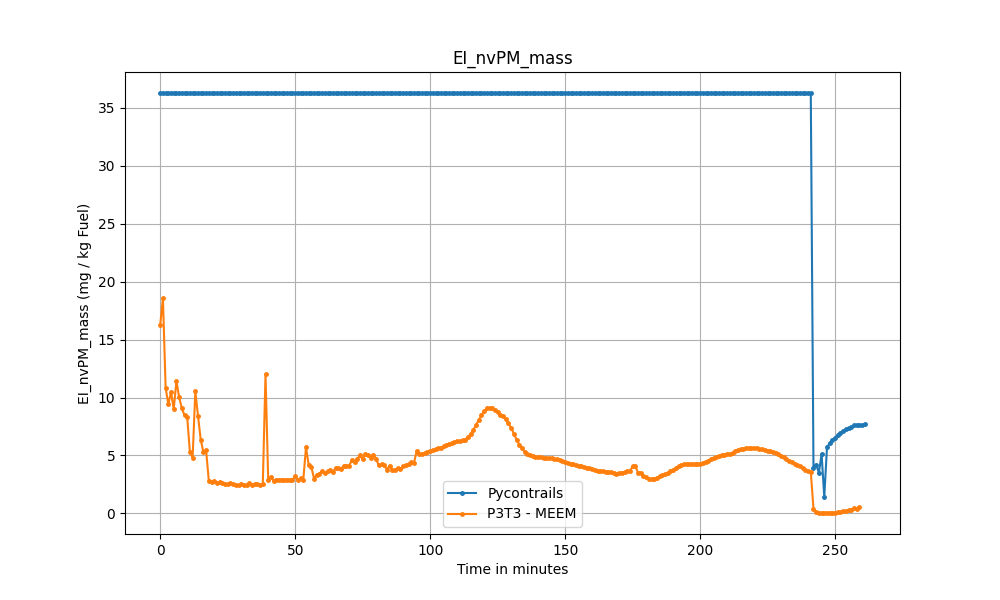 EI_nvPM_mass
EI_nvPM_mass (mg / kg Fuel)
35
30
25
20
15
10
5
0
Pycontrails
P3T3 - MEEM
0 50 100 150 200 250
Time in minutes